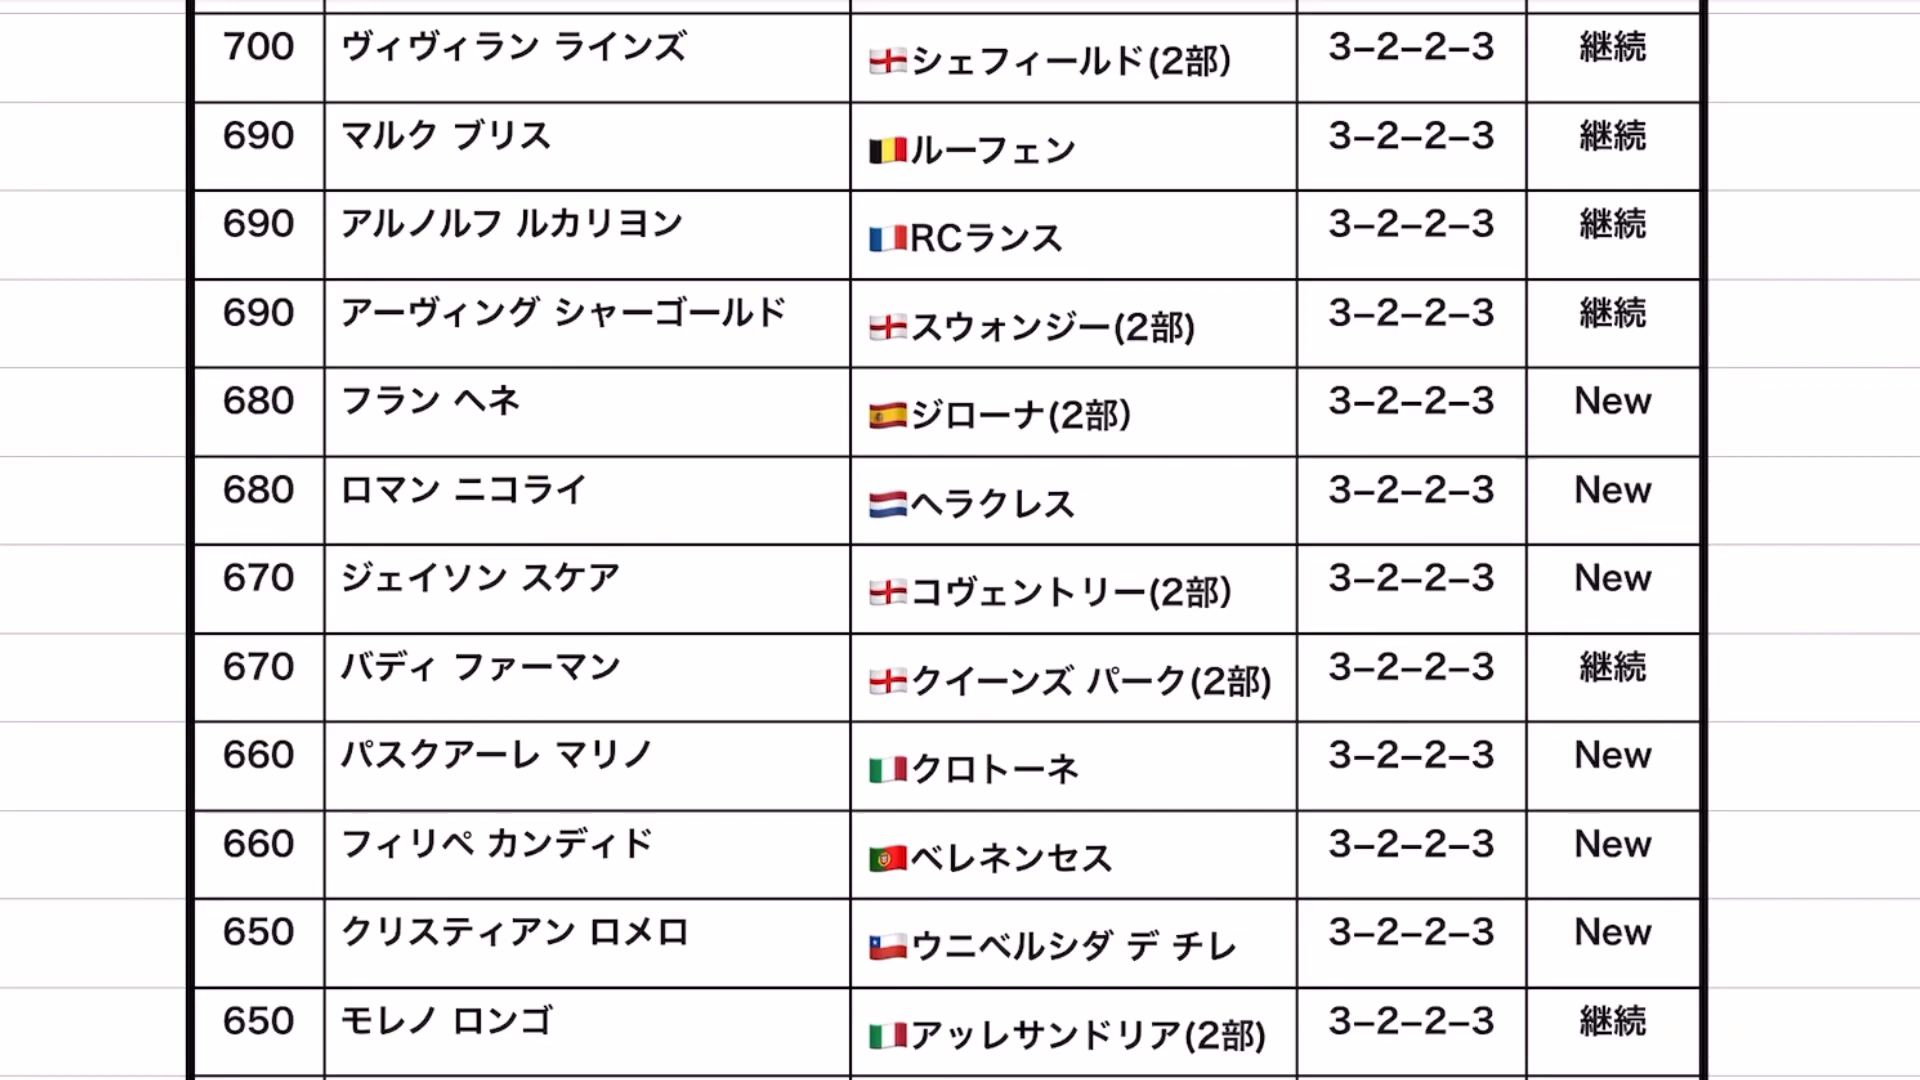 700 ヴィヴィラン ラインズ 🏴󠁧󠁢󠁥󠁮󠁧󠁿シェフィールド(2部) 3-2-2-3 継続
690 マルク ブリス 🇧🇪ルーフェン 3-2-2-3 継続
690 アルノルフ ルカリヨン 🇫🇷RCランス 3-2-2-3 継続
690 アーヴィング シャーゴールド 🏴󠁧󠁢󠁥󠁮󠁧󠁿スウォンジー(2部) 3-2-2-3 継続
680 フラン ヘネ 🇪🇸ジローナ(2部) 3-2-2-3 New
680 ロマン ニコライ 🇳🇱ヘラクレス 3-2-2-3 New
670 ジェイソン スケア 🏴󠁧󠁢󠁥󠁮󠁧󠁿コヴェントリー(2部) 3-2-2-3 New
670 バディ ファーマン 🏴󠁧󠁢󠁥󠁮󠁧󠁿クイーンズ パーク(2部) 3-2-2-3 継続
660 パスクアーレ マリノ 🇮🇹クロトーネ 3-2-2-3 New
660 フィリペ カンディド 🇵🇹ベレネンセス 3-2-2-3 New
650 クリスティアン ロメロ 🇨🇱ウニベルシダ デ チレ 3-2-2-3 New
650 モレノ ロンゴ 🇮🇹アッレサンドリア(2部) 3-2-2-3 継続